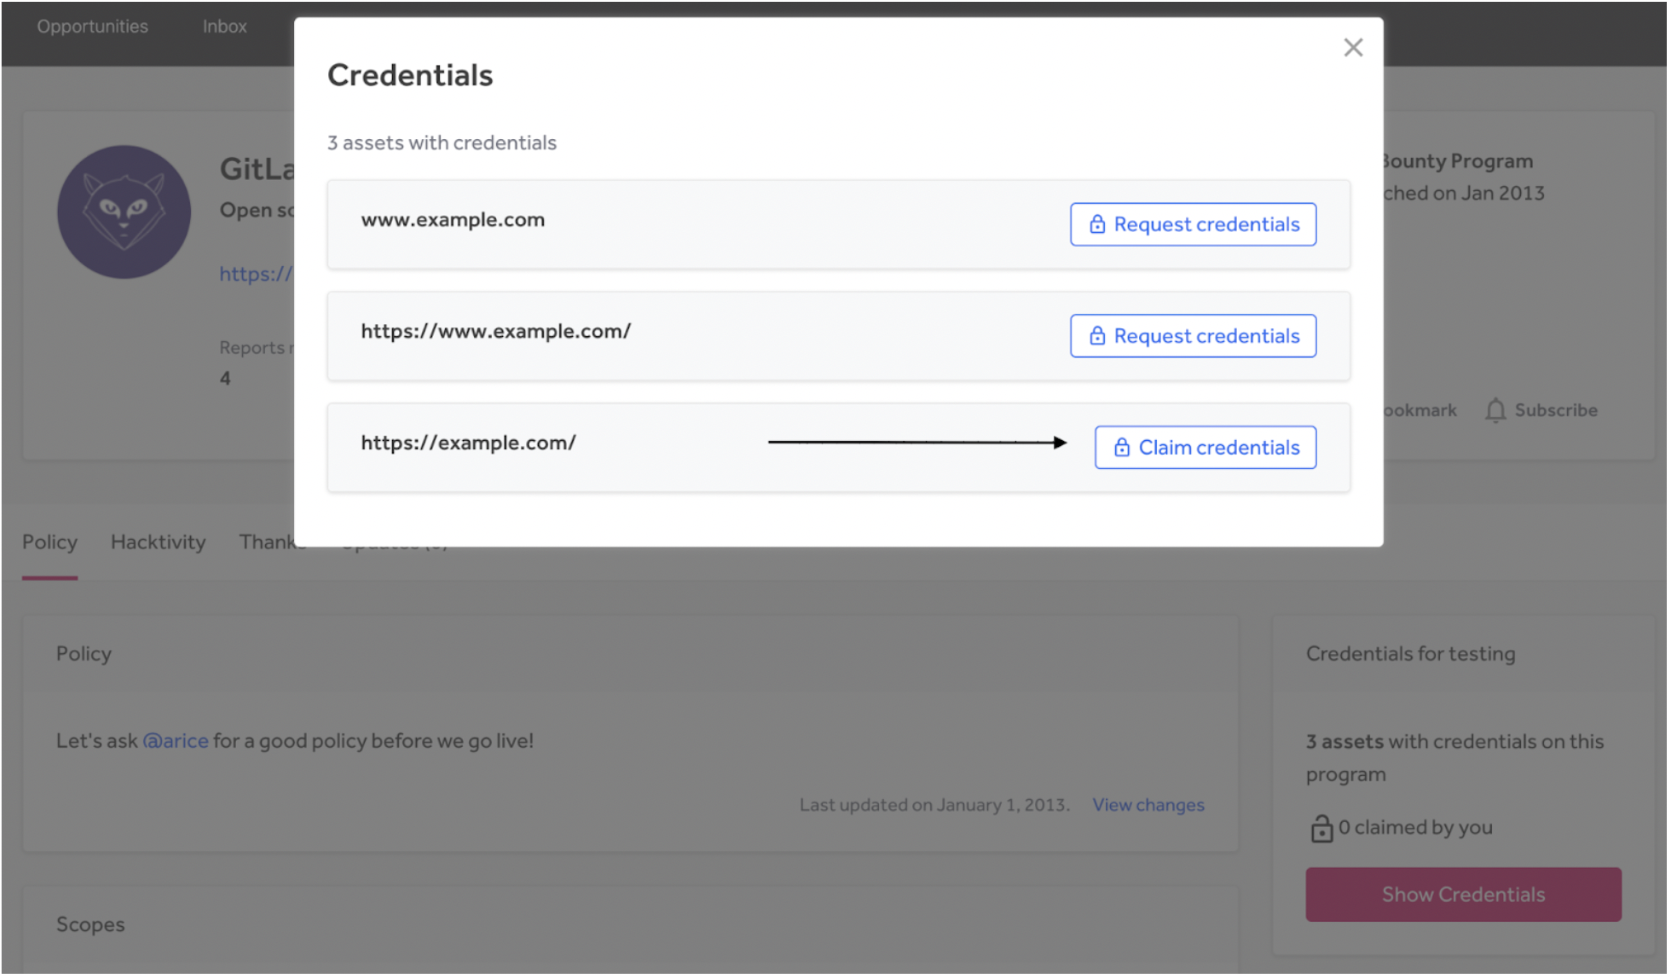 Opportunities Inbox
Credentials
3 assets with credentials
www.example.com
Request credentials
https://www.example.com/
Request credentials
https://example.com/
Claim credentials
GitLa
Open so
https://
Reports
4
Bounty Program
ched on Jan 2013
ookmark
Subscribe
Policy Hacktivity Thanks
Policy
Let's ask @arice for a good policy before we go live!
Last updated on January 1, 2013. View changes
Scopes
Credentials for testing
3 assets with credentials on this
program
0 claimed by you
Show Credentials